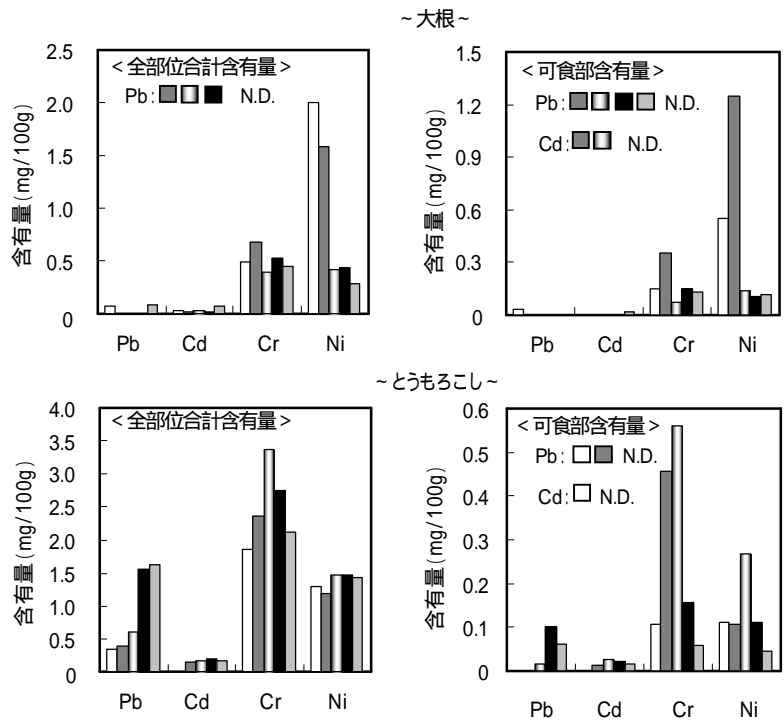 ~大根~
<全部位合計含有量>
Pb: N.D.
2.5
2.0
1.5
1.0
0.5
0
含有量(mg/100g)
Pb Cd Cr Ni
<可食部含有量>
Pb: N.D.
Cd: N.D.
1.5
1.2
0.9
0.6
0.3
0
含有量(mg/100g)
Pb Cd Cr Ni
~とうもろこし~
<全部位合計含有量>
4.0
3.5
3.0
2.5
2.0
1.5
1.0
0.5
0
含有量(mg/100g)
Pb Cd Cr Ni
<可食部含有量>
Pb: N.D.
Cd: N.D.
0.6
0.5
0.4
0.3
0.2
0.1
0
含有量(mg/100g)
Pb Cd Cr Ni